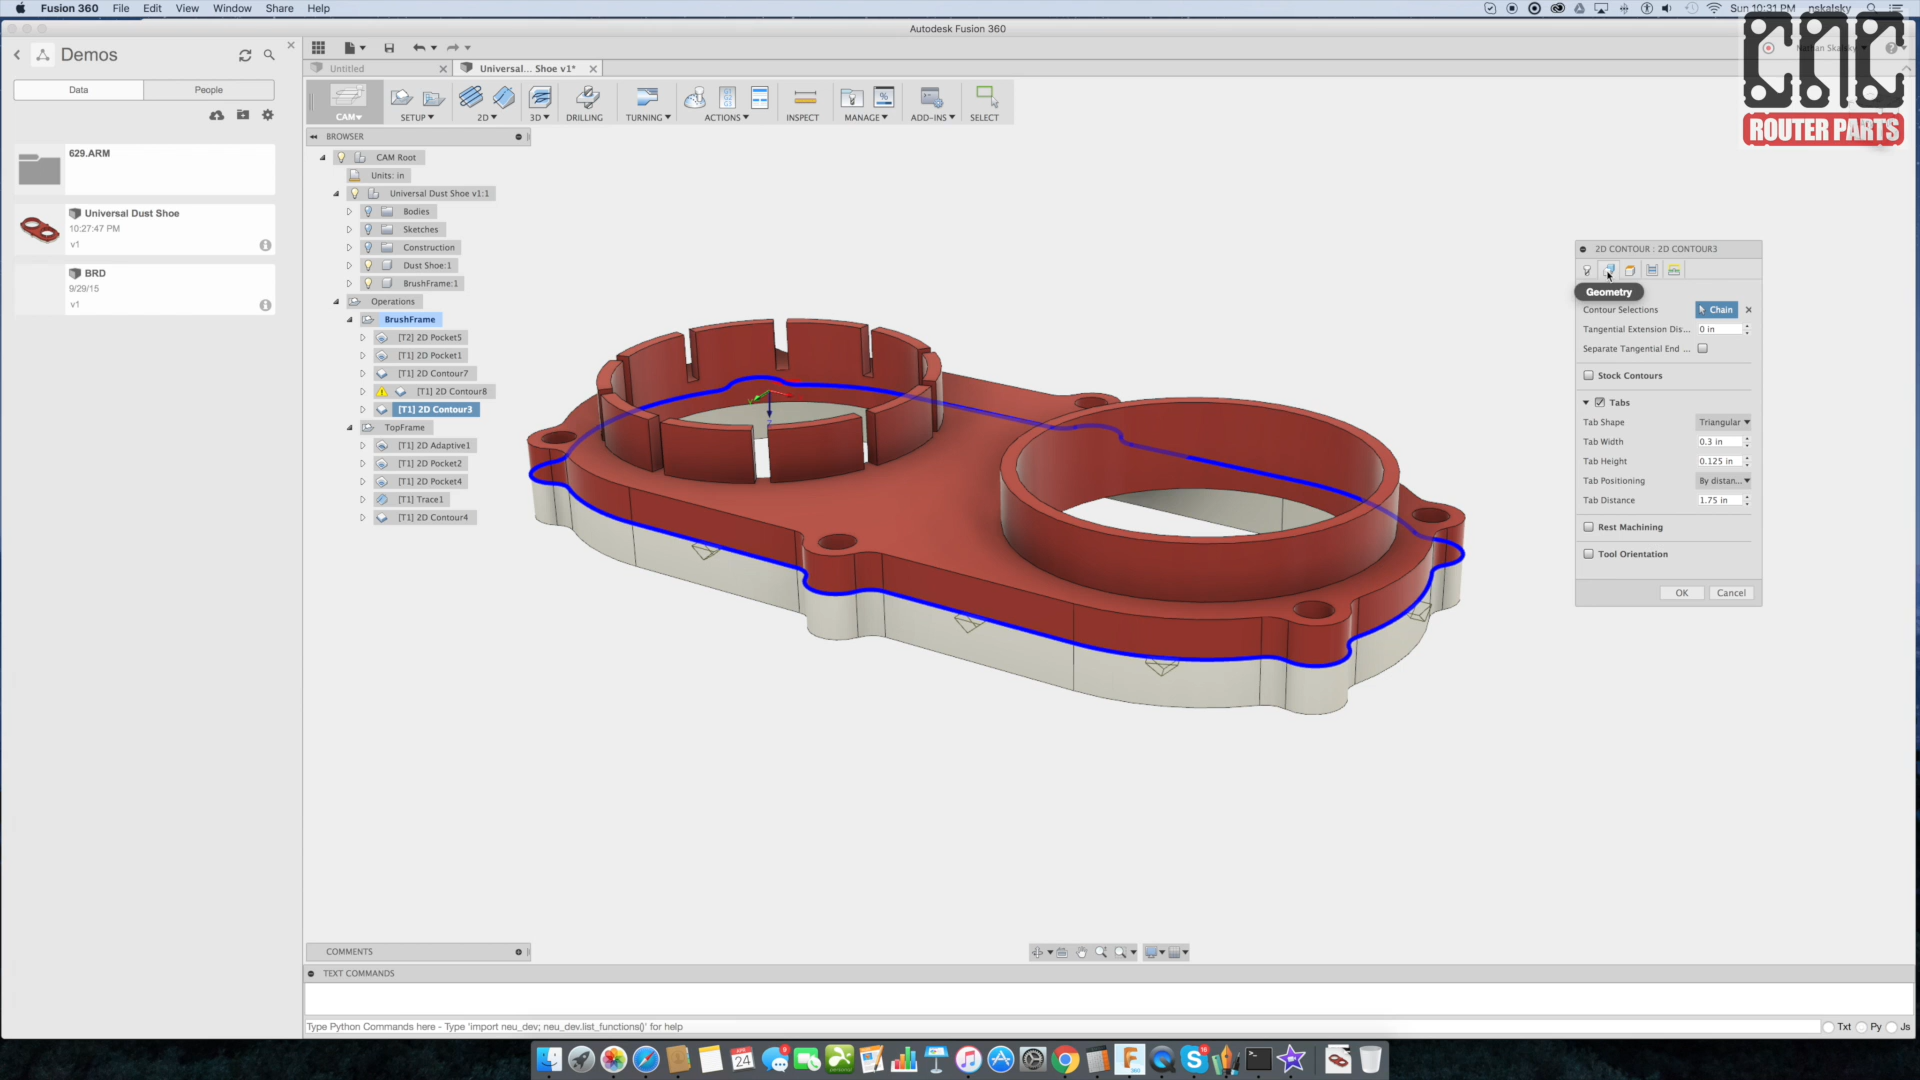 Fusion 360 File Edit View Window Share Help
Sun 10:31 PM nskalsky
Autodesk Fusion 360
CNC
ROUTER PARTS
Demos
Data People
629.ARM
Universal Dust Shoe
10:27:47 PM
v1
BRD
9/29/15
v1
Untitled
Universal... Shoe v1*
Nathan Skalsky
CAM
SETUP
2D
3D
DRILLING
TURNING
ACTIONS
INSPECT
MANAGE
ADD-INS
SELECT
BROWSER
CAM Root
Units: in
Universal Dust Shoe v1:1
Bodies
Sketches
Construction
Dust Shoe:1
BrushFrame:1
Operations
BrushFrame
[T2] 2D Pocket5
[T1] 2D Pocket1
[T1] 2D Contour7
[T1] 2D Contour8
[T1] 2D Contour3
TopFrame
[T1] 2D Adaptive1
[T1] 2D Pocket2
[T1] 2D Pocket4
[T1] Trace1
[T1] 2D Contour4
2D CONTOUR : 2D CONTOUR3
Geometry
Contour Selections Chain
Tangential Extension Dis... 0 in
Separate Tangential End ...
Stock Contours
Tabs
Tab Shape Triangular
Tab Width 0.3 in
Tab Height 0.125 in
Tab Positioning By distan...
Tab Distance 1.75 in
Rest Machining
Tool Orientation
OK Cancel
COMMENTS
TEXT COMMANDS
Type Python Commands here - Type 'import neu_dev; neu_dev.list_functions()' for help
Txt Py Js
24